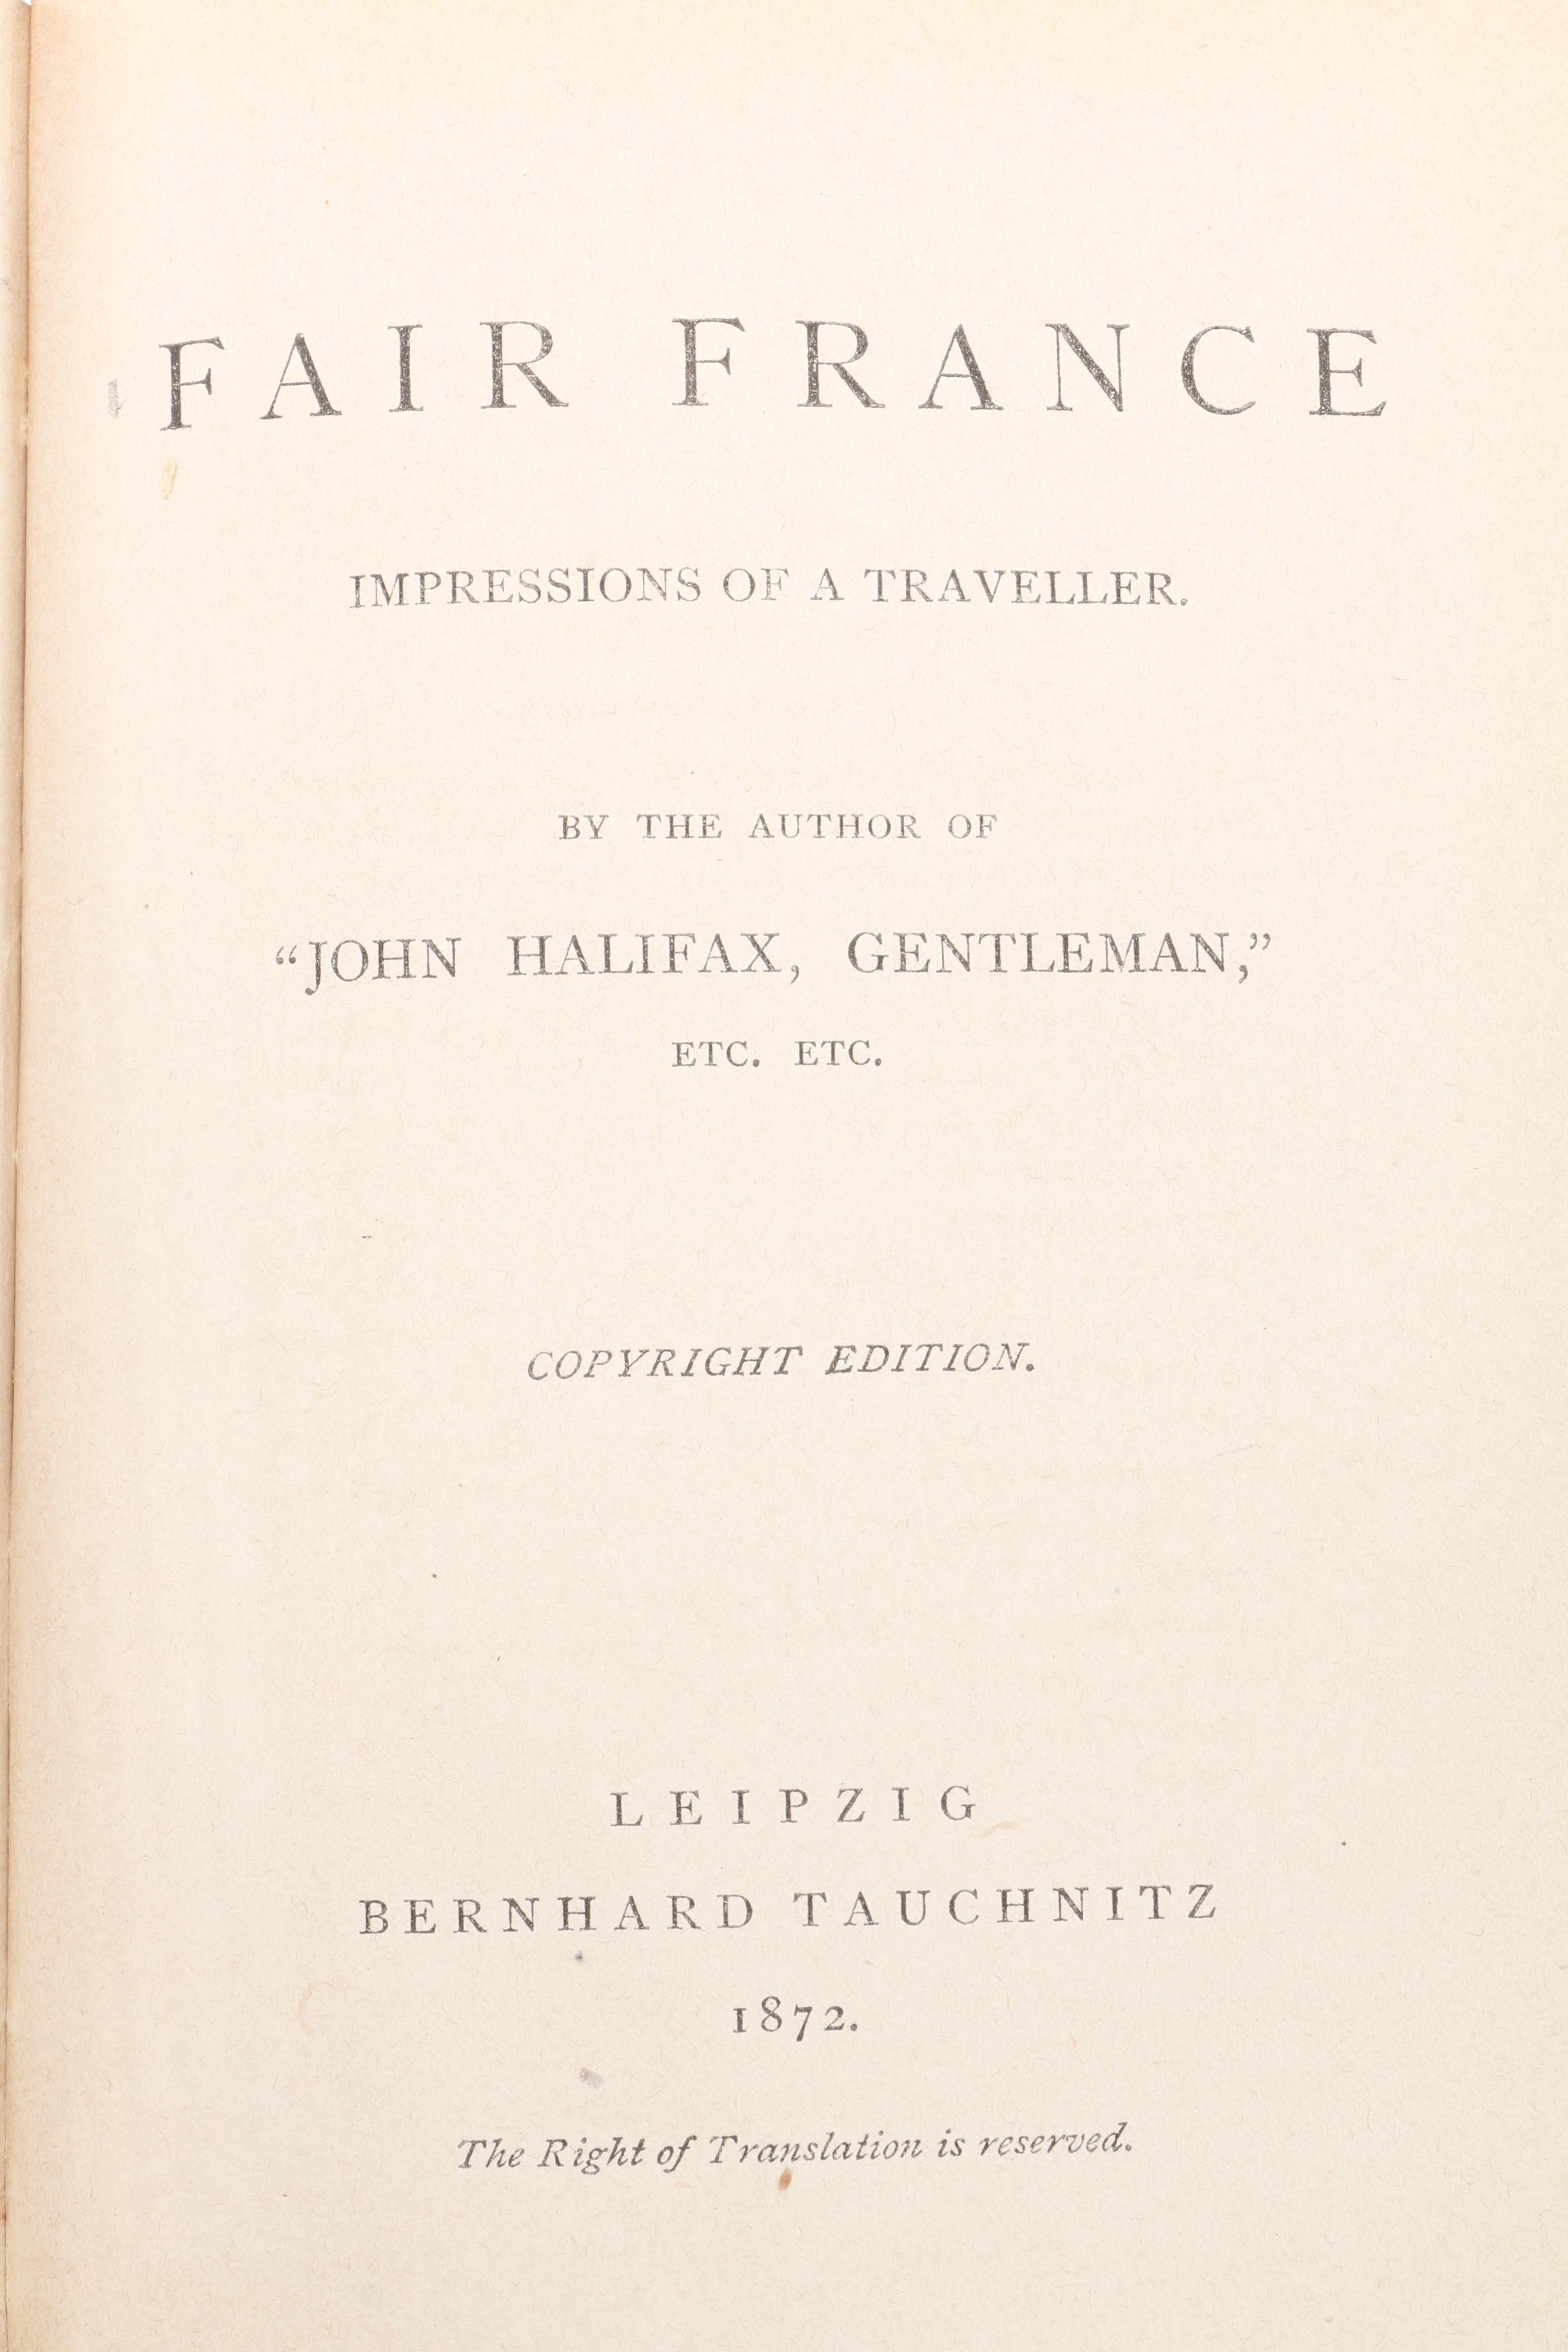 FAIR FRANCE
IMPRESSIONS OF A TRAVELLER.
BY THE AUTHOR OF
“JOHN HALIFAX, GENTLEMAN,”
ETC. ETC.
COPYRIGHT EDITION.
LEIPZIG
BERNHARD TAUCHNITZ
1872.
The Right of Translation is reserved.